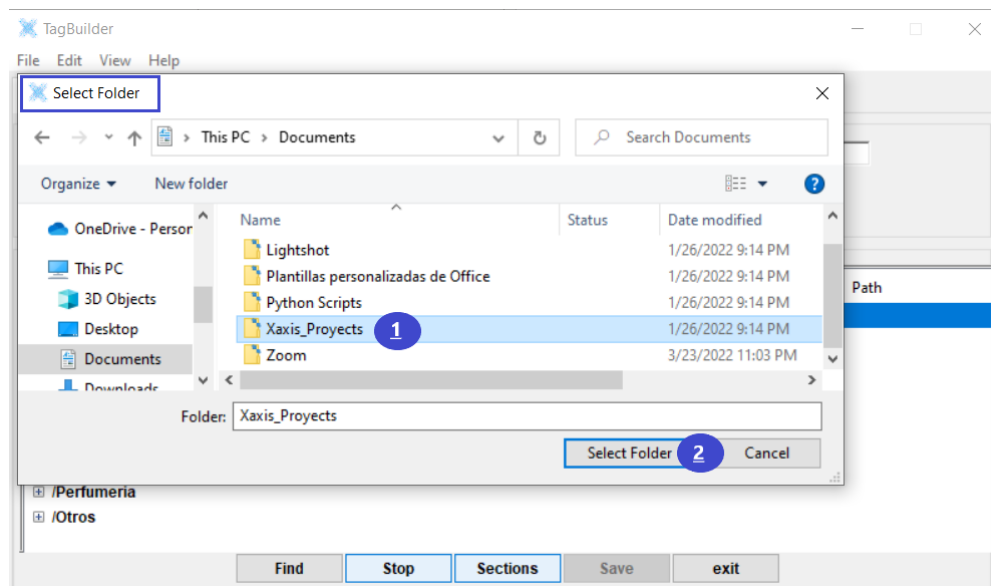 TagBuilder
File Edit View Help
Select Folder
This PC > Documents
Search Documents
Organize New folder
?
Name Status Date modified
OneDrive - Person
Lightshot 1/26/2022 9:14 PM
This PC
Plantillas personalizadas de Office 1/26/2022 9:14 PM
Path
3D Objects
Python Scripts 1/26/2022 9:14 PM
Desktop
Xaxis_Proyects 1 1/26/2022 9:14 PM
Documents
Zoom 3/23/2022 11:03 PM
Downloads
Folder: Xaxis_Proyects
Select Folder 2 Cancel
/Perfumeria
/Otros
Find Stop Sections Save exit